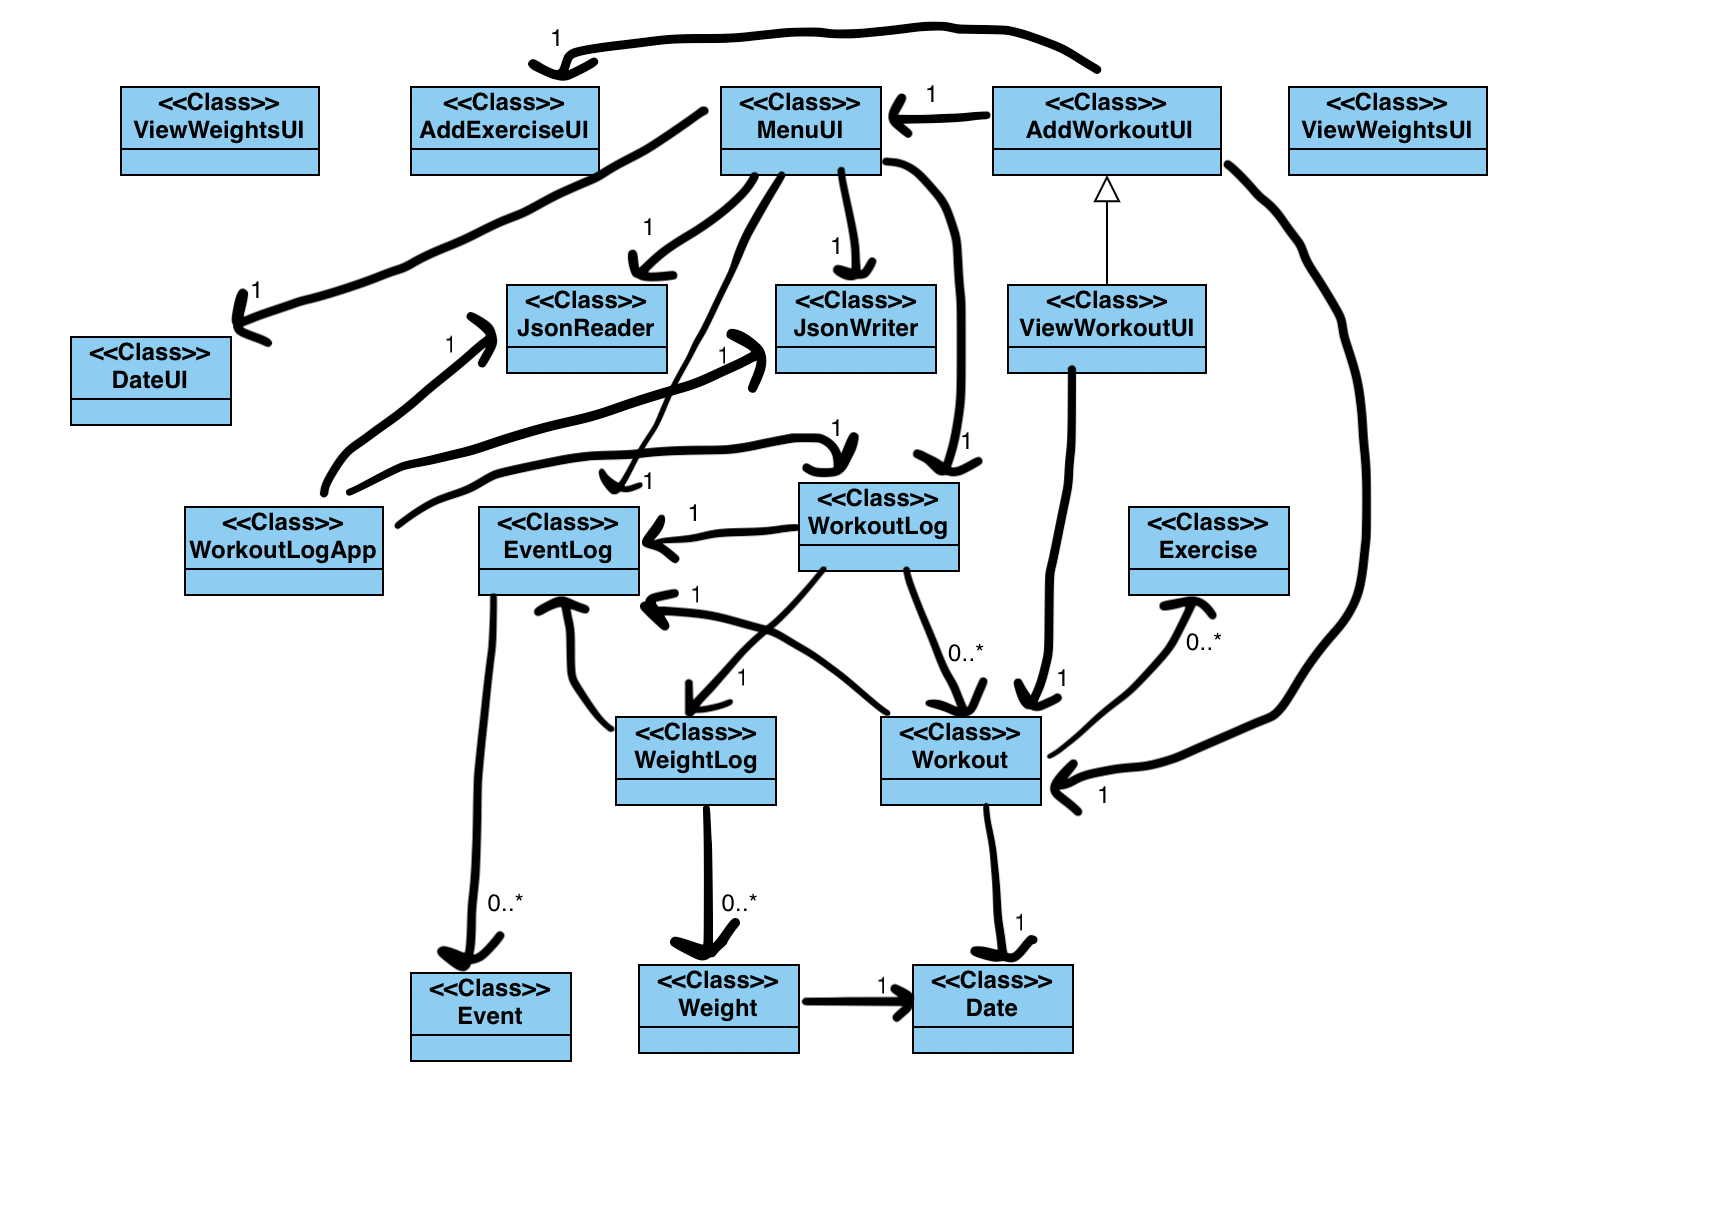 1
<<Class>>
ViewWeightsUI
<<Class>>
AddExerciseUI
<<Class>>
MenuUI
1
<<Class>>
AddWorkoutUI
<<Class>>
ViewWeightsUI
1
1
1
<<Class>>
DateUI
1
<<Class>>
JsonReader
1
<<Class>>
JsonWriter
<<Class>>
ViewWorkoutUI
1
1
1
<<Class>>
WorkoutLogApp
<<Class>>
EventLog
1
<<Class>>
WorkoutLog
<<Class>>
Exercise
1
0..*
0..*
1
1
<<Class>>
WeightLog
<<Class>>
Workout
1
0..*
0..*
1
<<Class>>
Event
<<Class>>
Weight
1
<<Class>>
Date